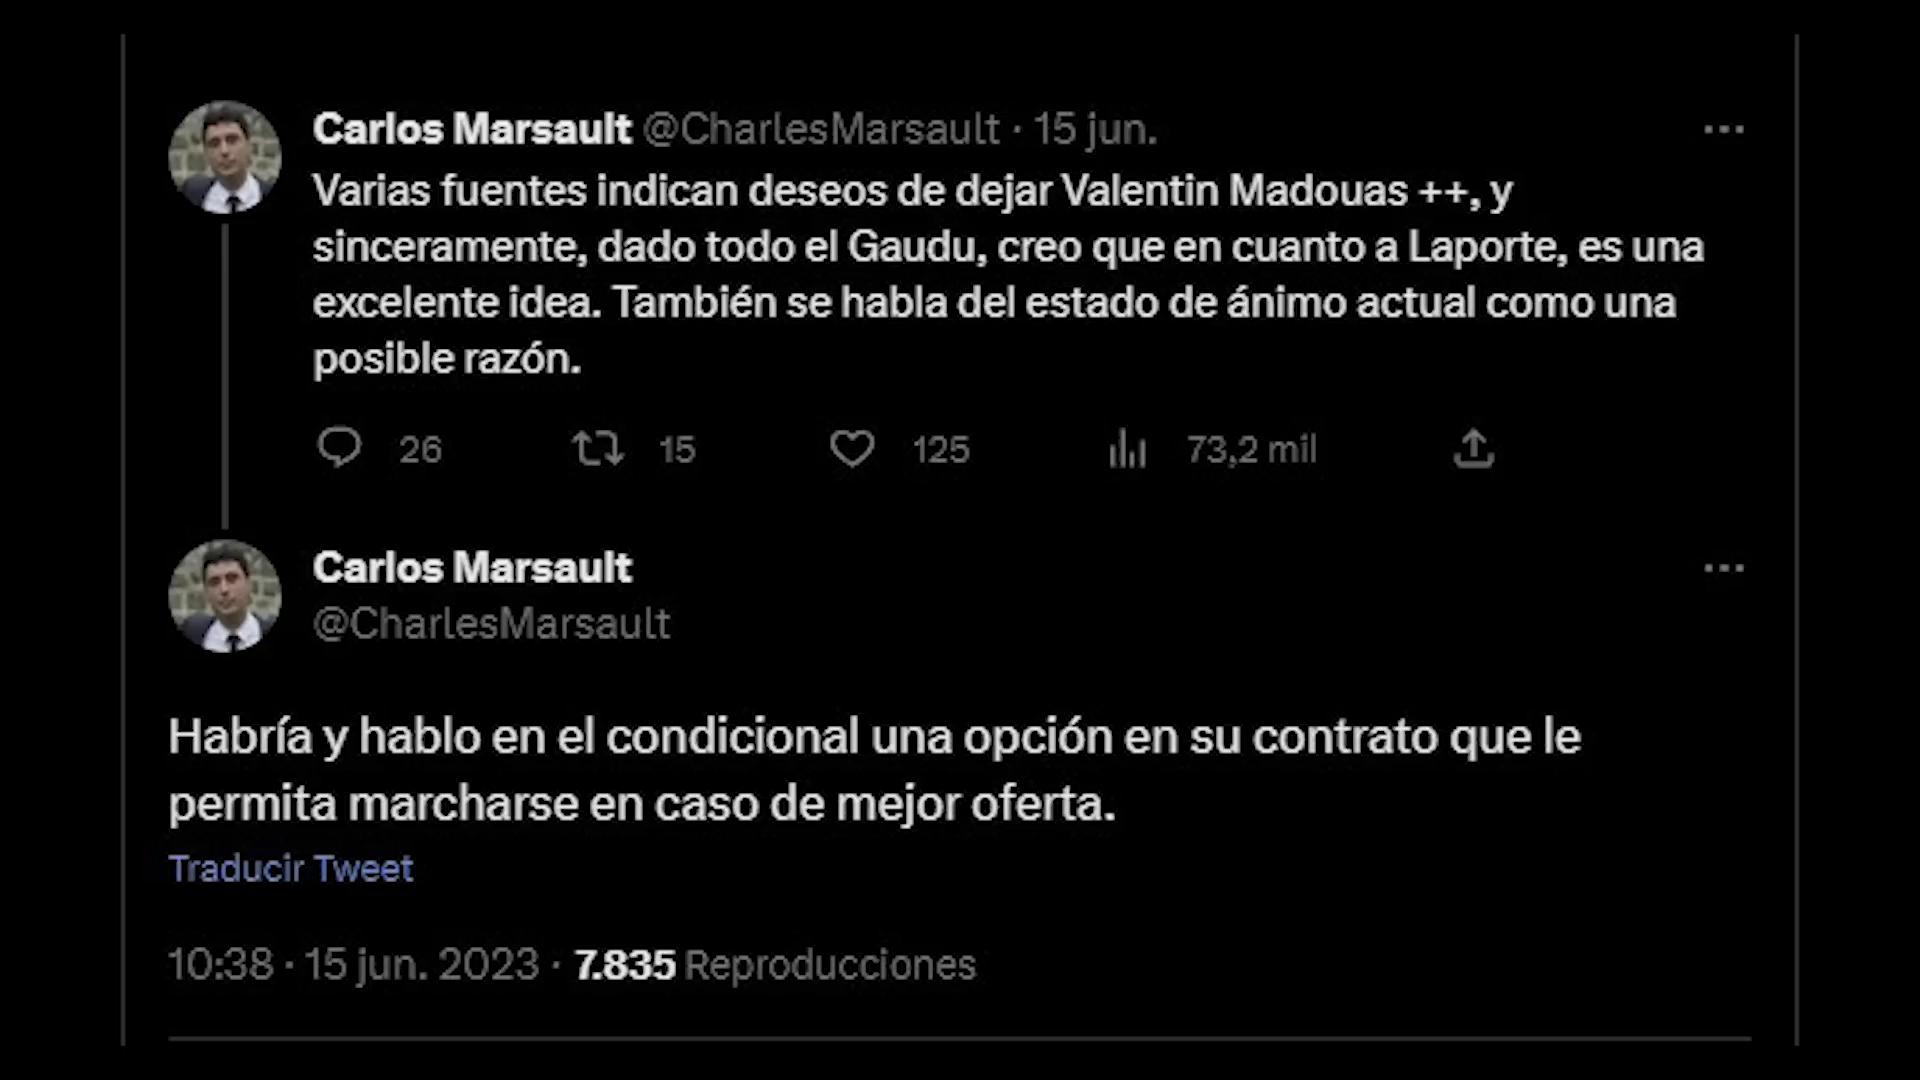 Carlos Marsault @CharlesMarsault · 15 jun.
Varias fuentes indican deseos de dejar Valentin Madouas ++, y
sinceramente, dado todo el Gaudu, creo que en cuanto a Laporte, es una
excelente idea. También se habla del estado de ánimo actual como una
posible razón.
26 15 125 73,2 mil
Carlos Marsault
@CharlesMarsault
Habría y hablo en el condicional una opción en su contrato que le
permita marcharse en caso de mejor oferta.
Traducir Tweet
10:38 · 15 jun. 2023 · 7.835 Reproducciones